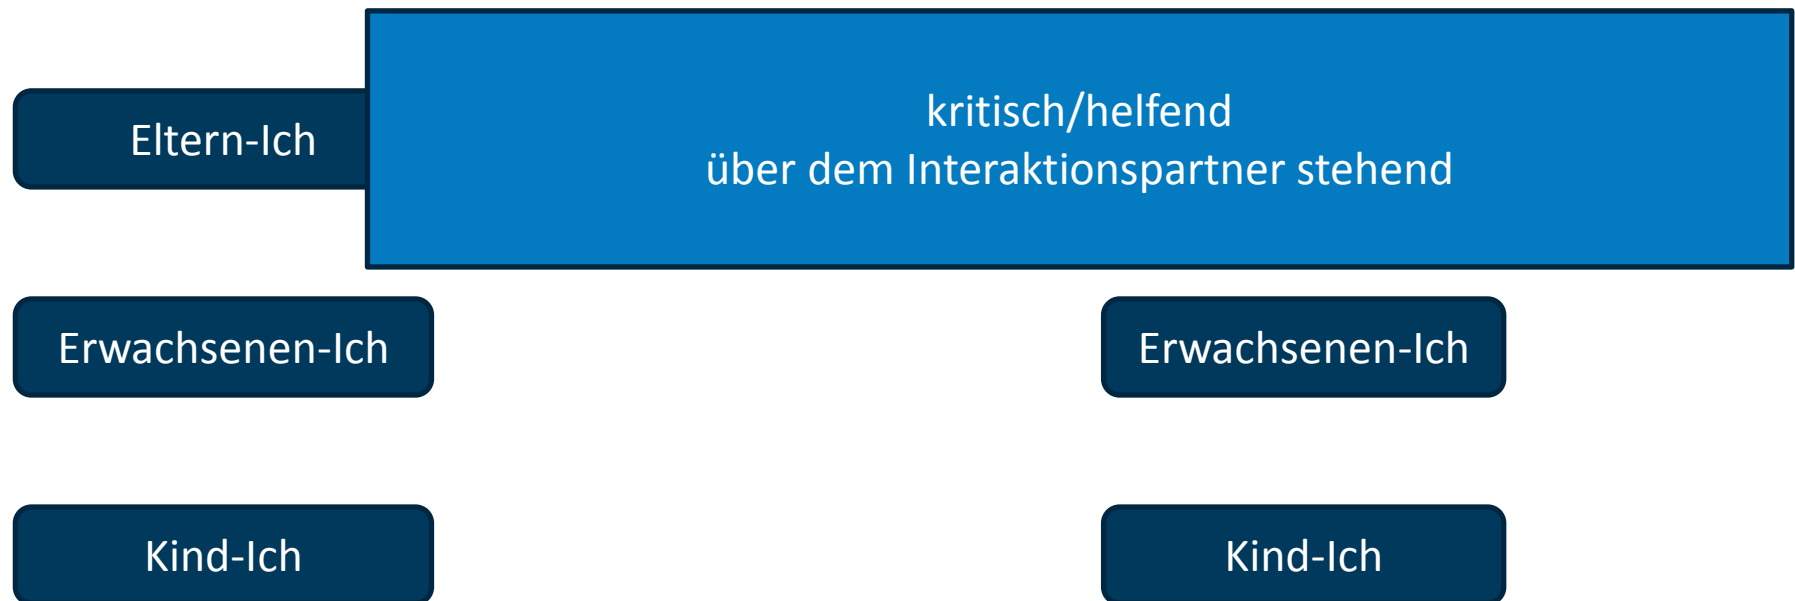 kritisch/helfend
über dem Interaktionspartner stehend
Eltern-Ich
Erwachsenen-Ich
Erwachsenen-Ich
Kind-Ich
Kind-Ich